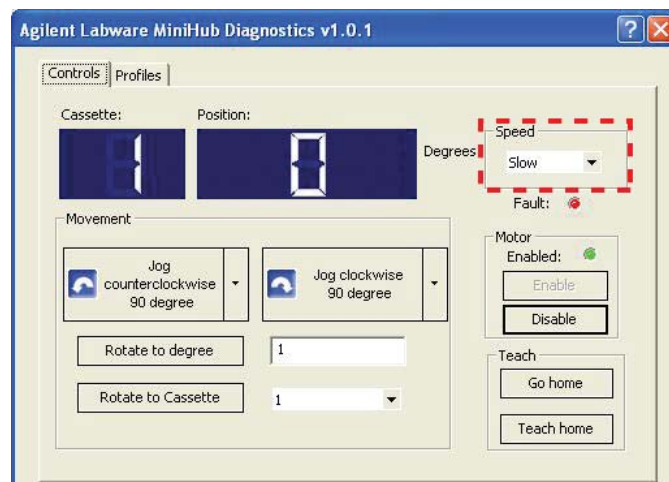 Agilent Labware MiniHub Diagnostics v1.0.1
Controls Profiles
Cassette: Position:
1 0 Degrees
Speed
Slow
Fault:
Movement
Jog
counterclockwise
90 degree
Jog clockwise
90 degree
Motor
Enabled:
Enable
Disable
Rotate to degree 1
Rotate to Cassette 1
Teach
Go home
Teach home